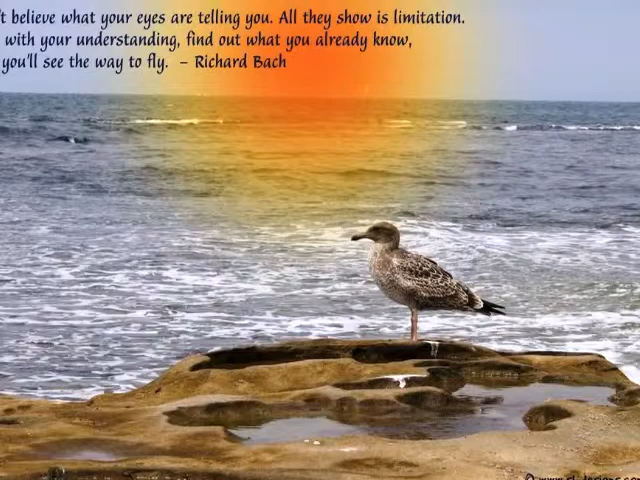 't believe what your eyes are telling you. All they show is limitation.
with your understanding, find out what you already know,
you'll see the way to fly. – Richard Bach